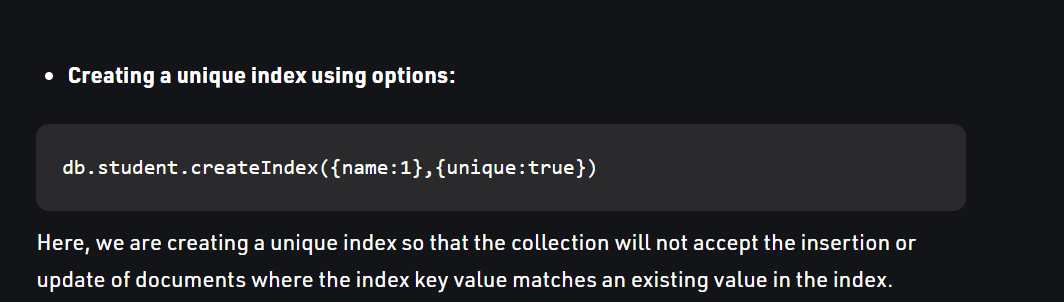 • Creating a unique index using options:
db.student.createIndex({name:1},{unique:true})
Here, we are creating a unique index so that the collection will not accept the insertion or
update of documents where the index key value matches an existing value in the index.